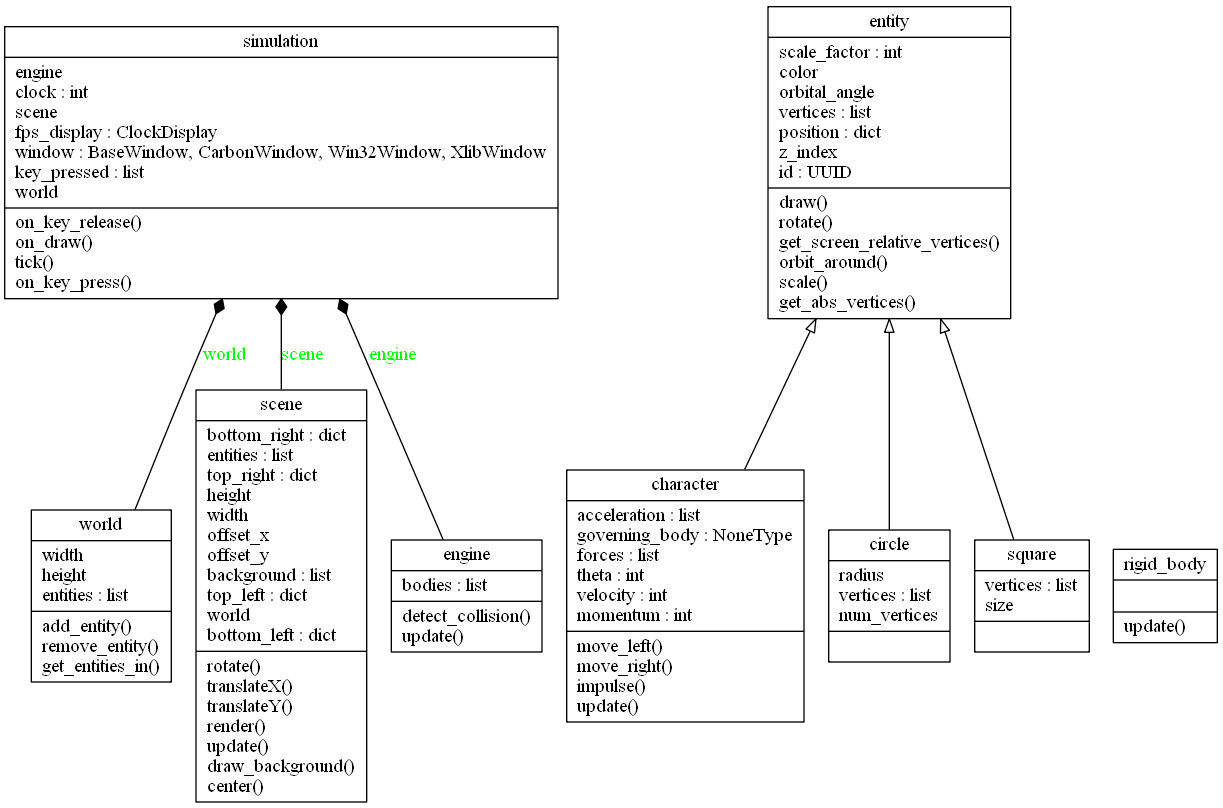 simulation
engine
clock : int
scene
fps_display : ClockDisplay
window : BaseWindow, CarbonWindow, Win32Window, XlibWindow
key_pressed : list
world
on_key_release()
on_draw()
tick()
on_key_press()
entity
scale_factor : int
color
orbital_angle
vertices : list
position : dict
z_index
id : UUID
draw()
rotate()
get_screen_relative_vertices()
orbit_around()
scale()
get_abs_vertices()
world
scene
engine
world
width
height
entities : list
add_entity()
remove_entity()
get_entities_in()
scene
bottom_right : dict
entities : list
top_right : dict
height
width
offset_x
offset_y
background : list
top_left : dict
world
bottom_left : dict
rotate()
translateX()
translateY()
render()
update()
draw_background()
center()
engine
bodies : list
detect_collision()
update()
character
acceleration : list
governing_body : NoneType
forces : list
theta : int
velocity : int
momentum : int
move_left()
move_right()
impulse()
update()
circle
radius
vertices : list
num_vertices
square
vertices : list
size
rigid_body
update()